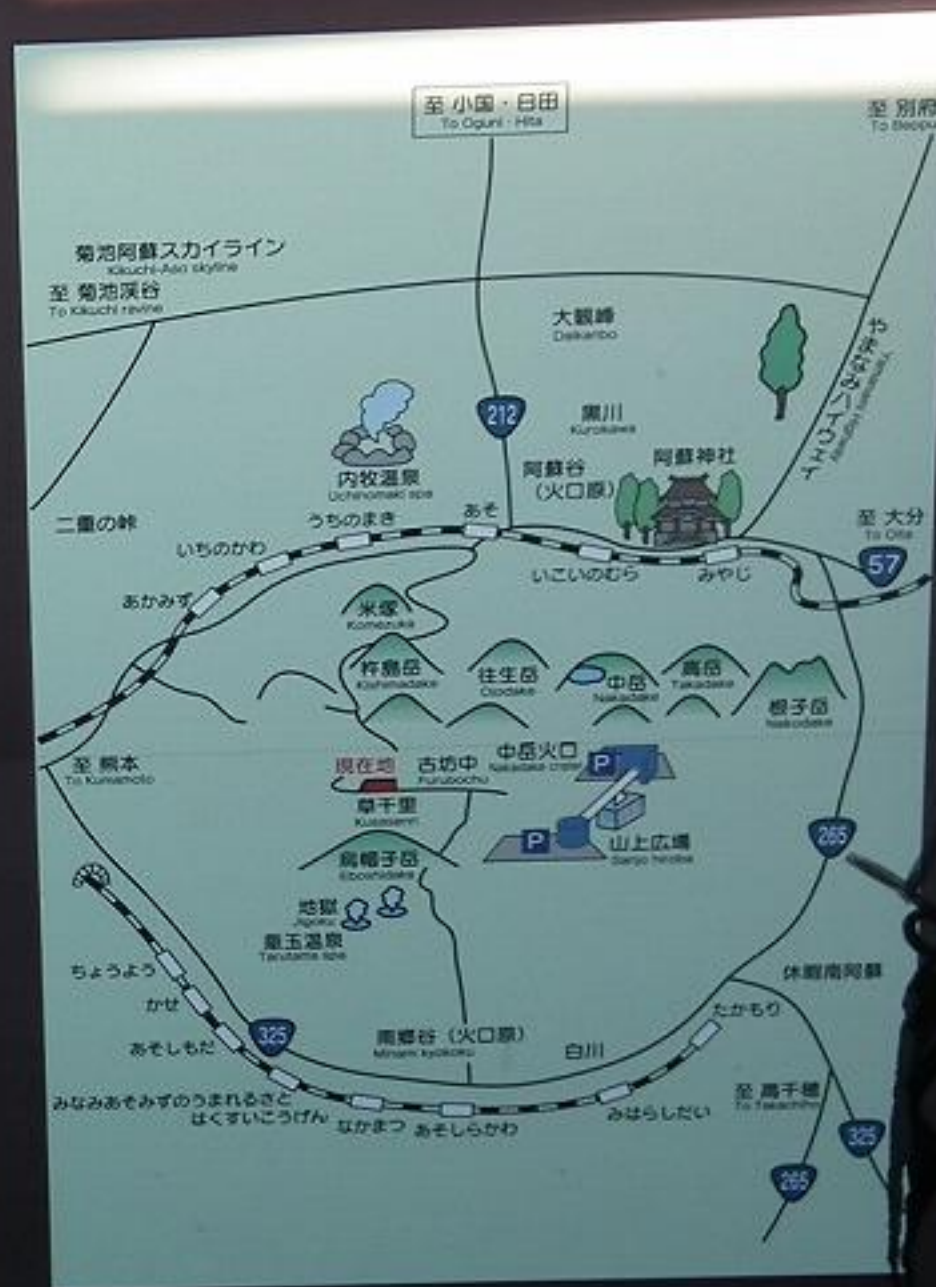 至 小国・日田
To Oguni・Hita
至 別府
To Beppu
菊池阿蘇スカイライン
Kikuchi-Aso skyline
至 菊池渓谷
To Kikuchi ravine
大観峰
Daikanbo
やまなみハイウェイ
Yamanami Highway
212
黒川
Kurokawa
内牧温泉
Uchinomaki spa
阿蘇谷
（火口原）
阿蘇神社
二重の峠
うちのまき
あそ
至 大分
To Oita
57
いちのかわ
いこいのむら
みやじ
あかみず
米塚
Komezuka
杵島岳
Kishimadake
往生岳
Ojodake
中岳
Nakadake
高岳
Takadake
根子岳
Nekodake
至 熊本
To Kumamoto
現在地
古坊中
Furubochu
中岳火口
Nakadake crater
P
草千里
Kusasenri
P
山上広場
Sanjo hiroba
265
烏帽子岳
Eboshidake
地獄
Jigoku
垂玉温泉
Tarutama spa
ちょうよう
かせ
あそしもだ
325
南郷谷（火口原）
Minami kyokoku
白川
休暇南阿蘇
たかもり
みなみあそみずのうまれるさと
はくすいこうげん
なかまつ
あそしらかわ
みはらしだい
至 高千穂
To Takachiho
325
265